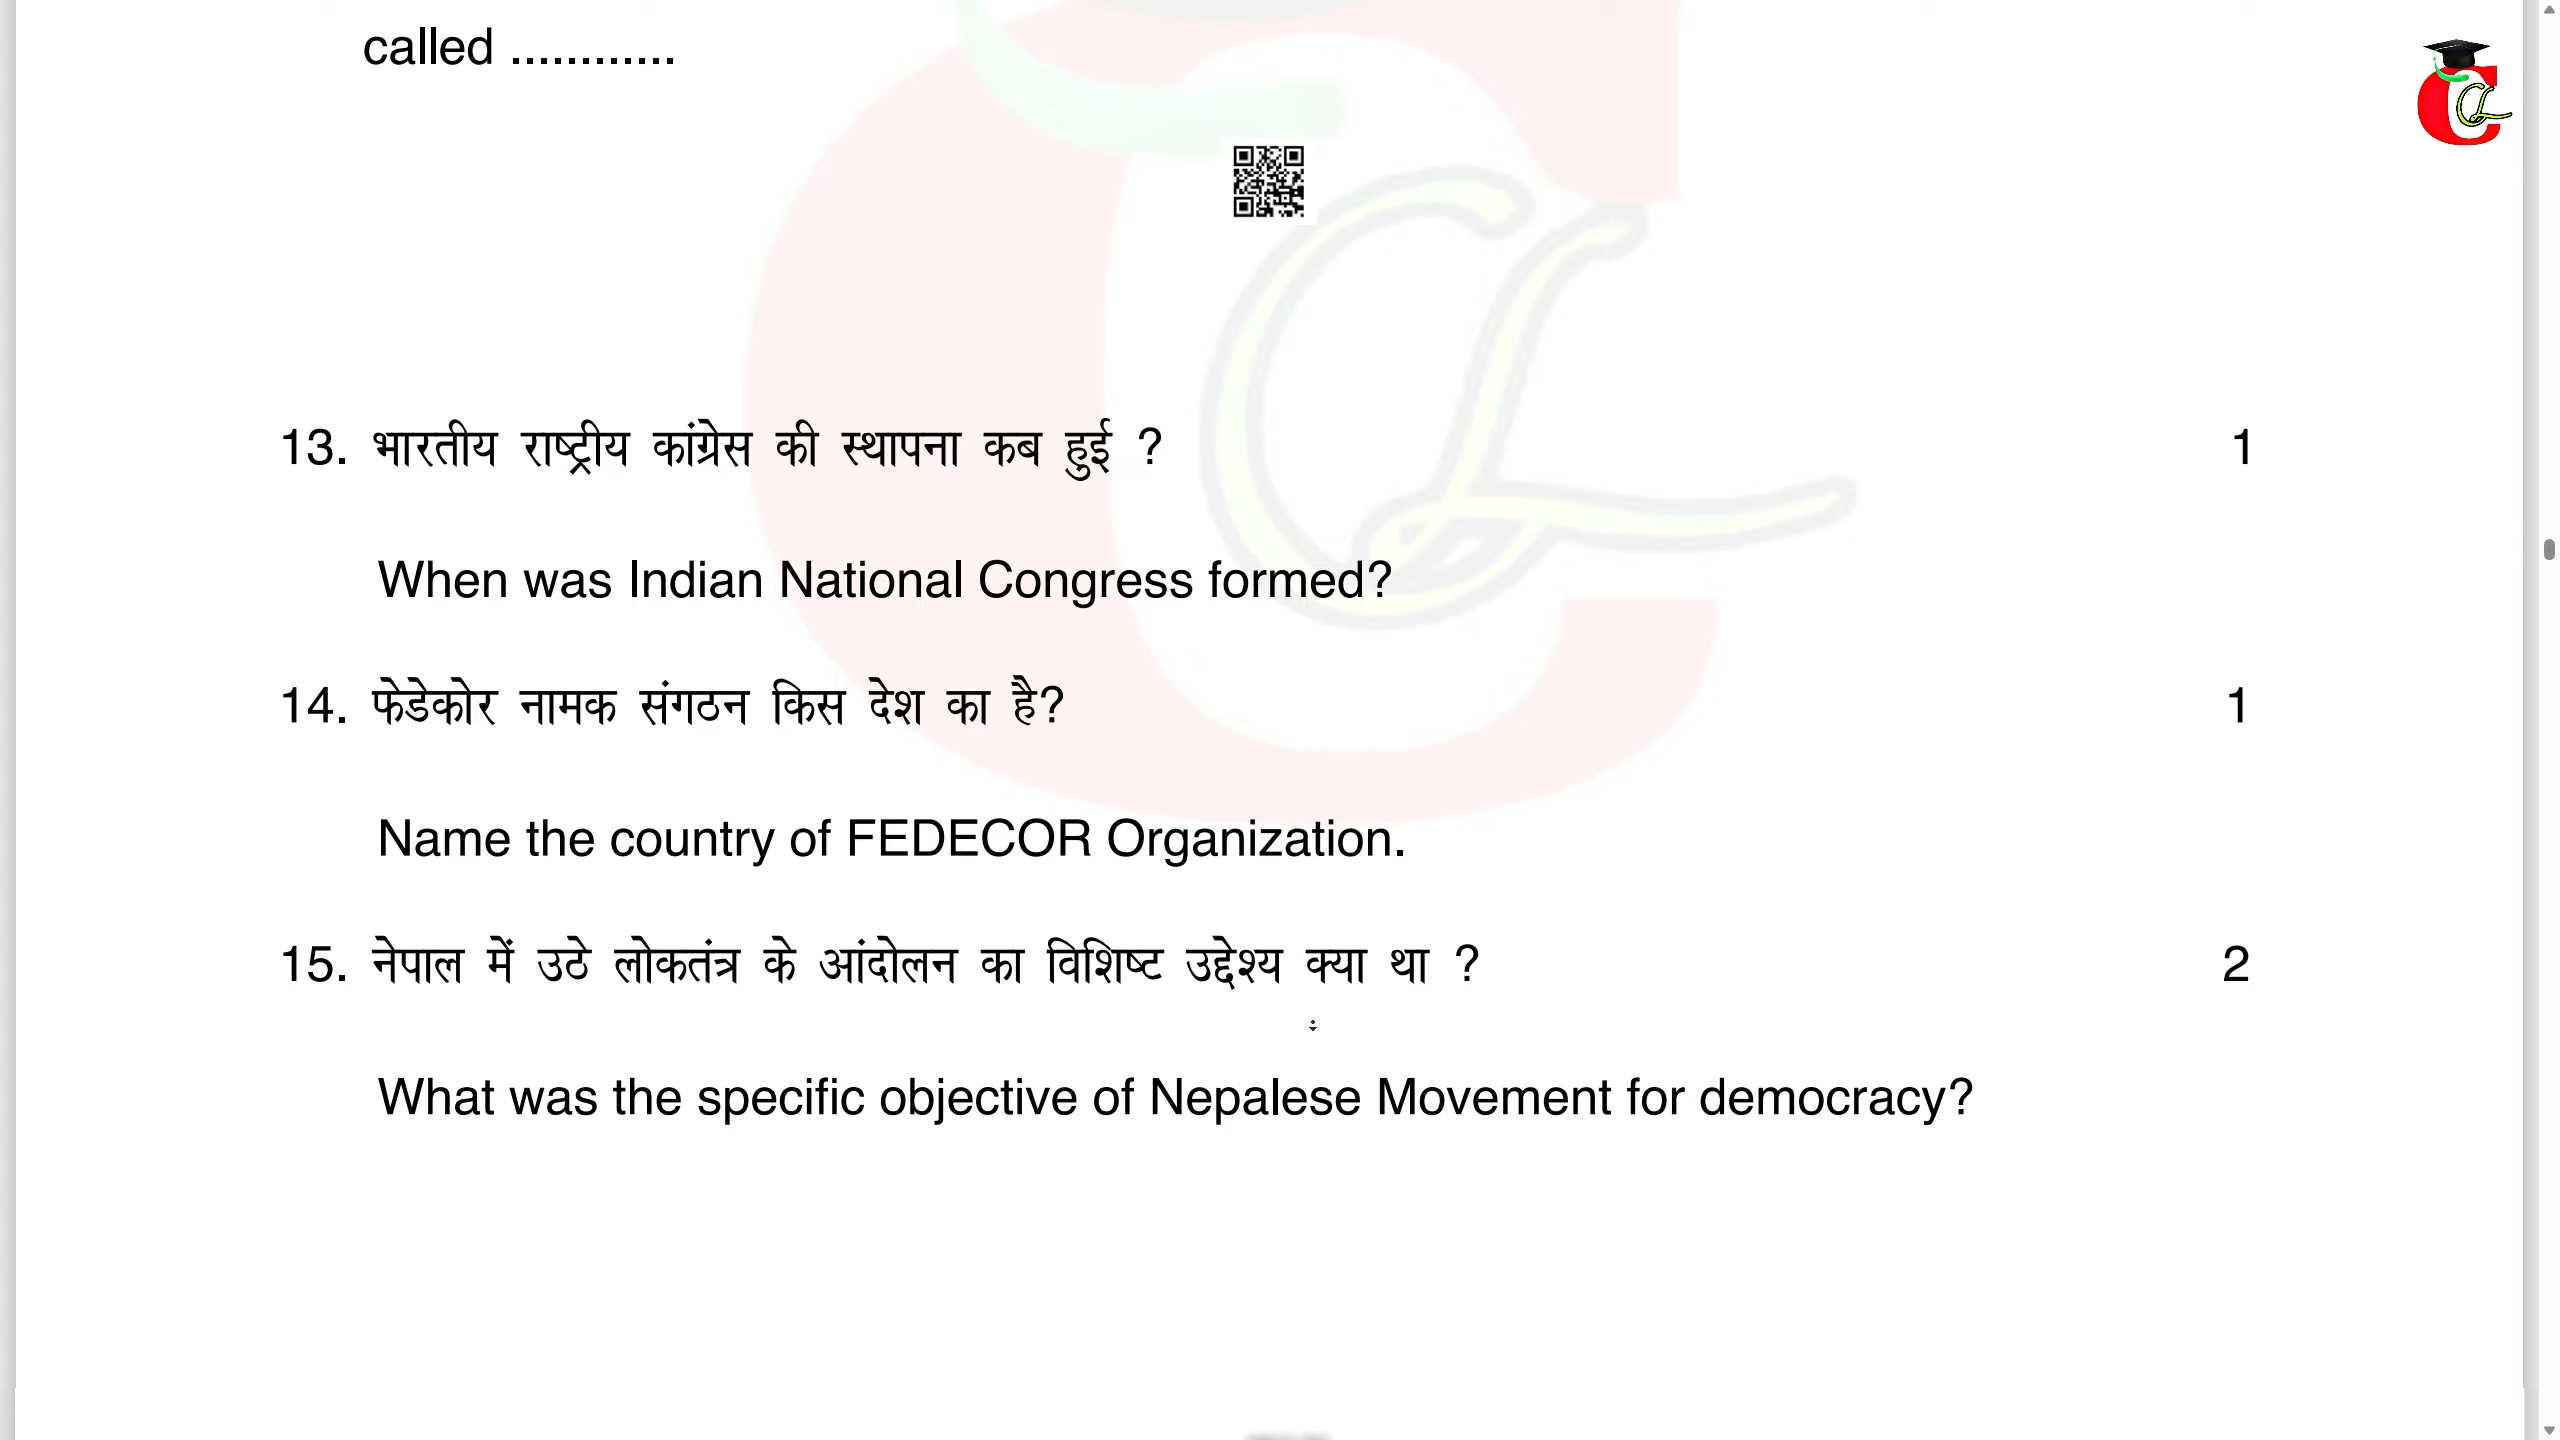 called ............
13. भारतीय राष्ट्रीय कांग्रेस की स्थापना कब हुई ? 1
When was Indian National Congress formed?
14. फेडेकोर नामक संगठन किस देश का है? 1
Name the country of FEDECOR Organization.
15. नेपाल में उठे लोकतंत्र के आंदोलन का विशिष्ट उद्देश्य क्या था ? 2
What was the specific objective of Nepalese Movement for democracy?